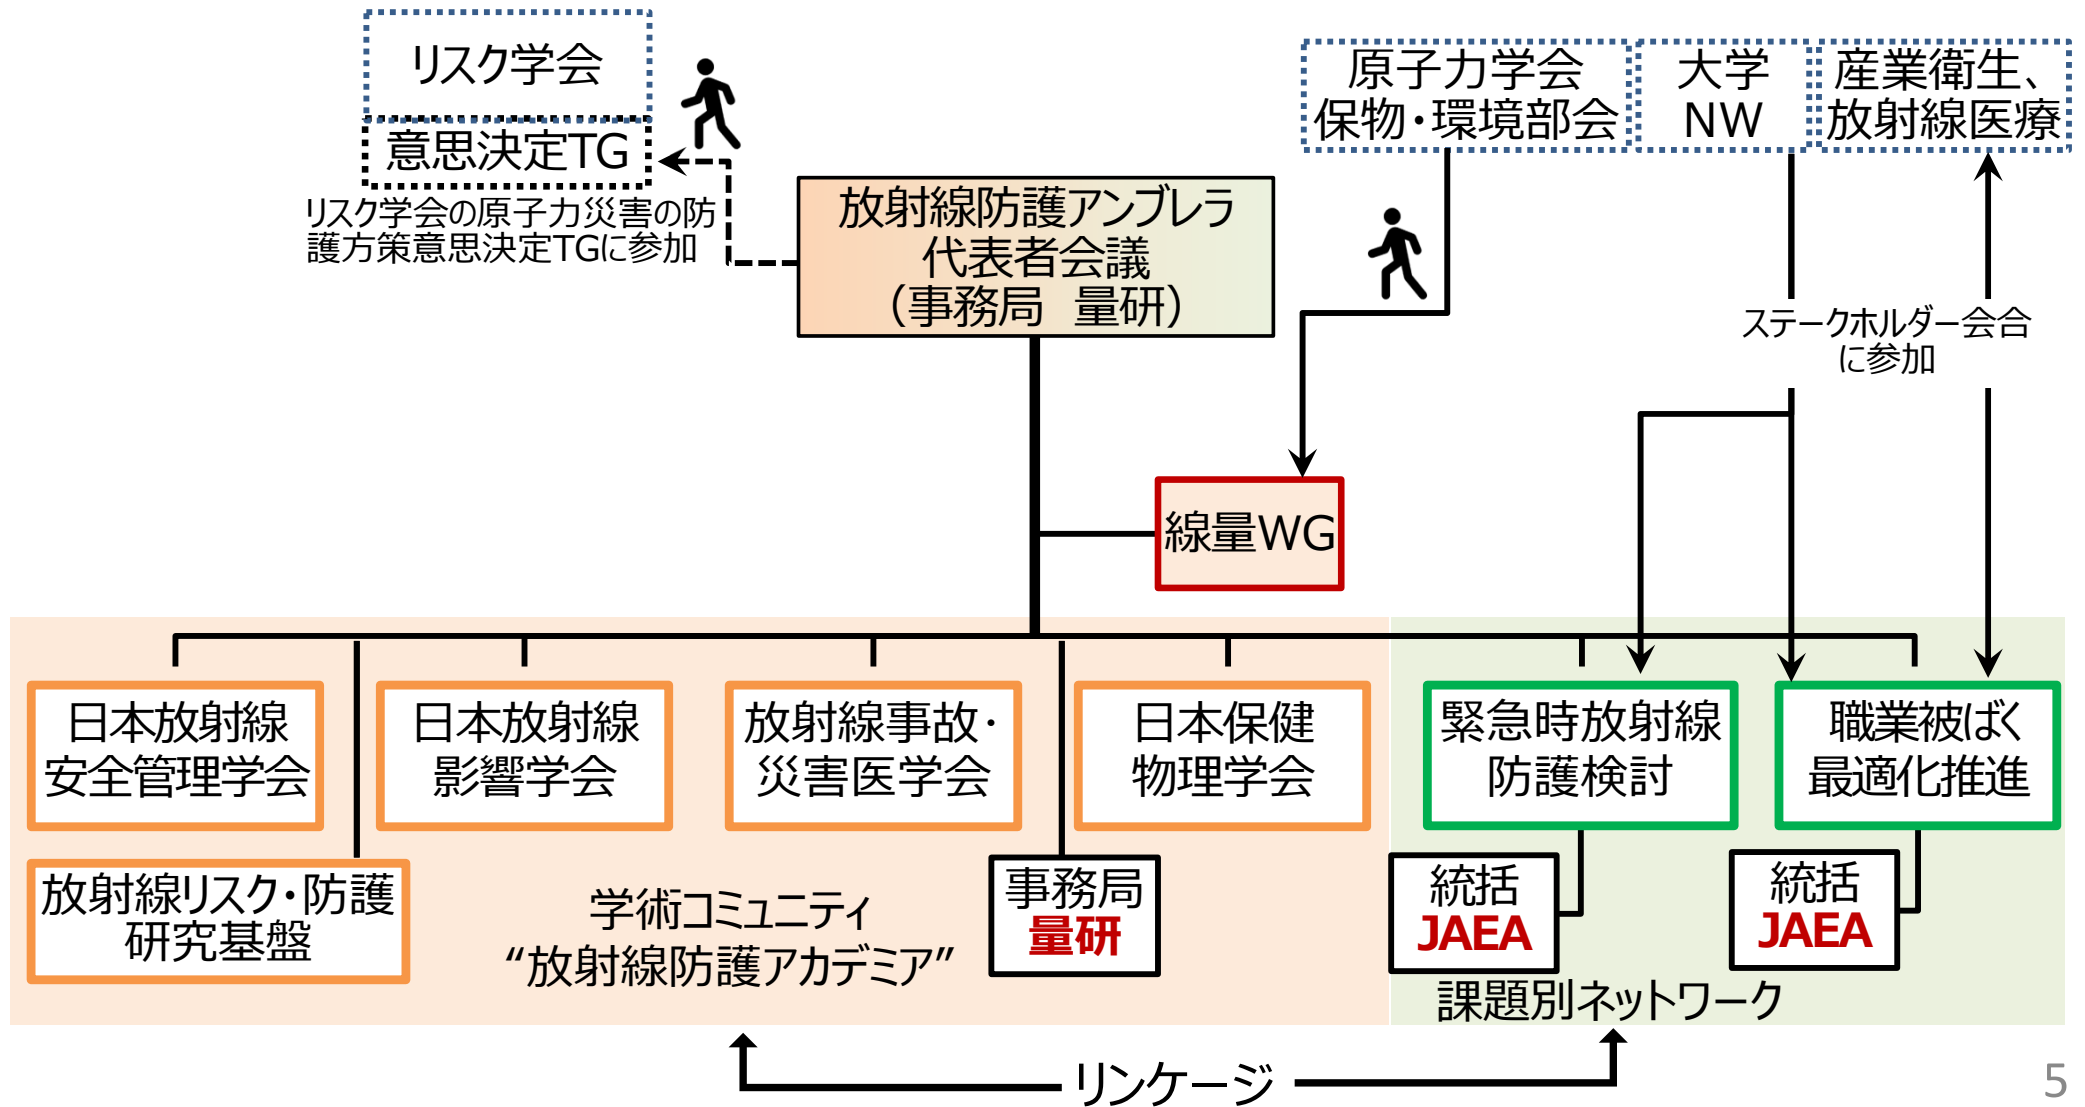 リスク学会
意思決定TG
リスク学会の原子力災害の防
護方策意思決定TGに参加
放射線防護アンブレラ
代表者会議
（事務局　量研）
原子力学会
保物・環境部会
大学
NW
産業衛生、
放射線医療
ステークホルダー会合
に参加
線量WG
日本放射線
安全管理学会
日本放射線
影響学会
放射線事故・
災害医学会
日本保健
物理学会
緊急時放射線
防護検討
職業被ばく
最適化推進
放射線リスク・防護
研究基盤
学術コミュニティ
“放射線防護アカデミア”
事務局
量研
統括
JAEA
統括
JAEA
課題別ネットワーク
リンケージ
5